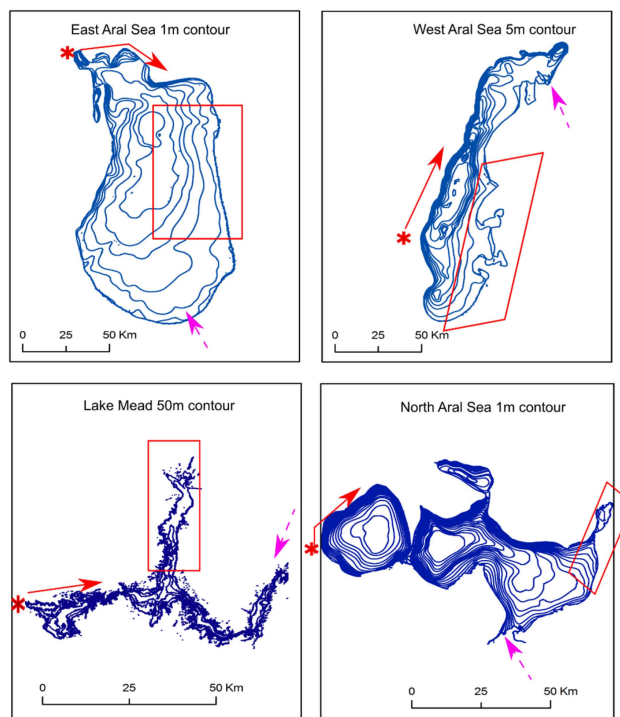 East Aral Sea 1m contour
0 25 50 Km
West Aral Sea 5m contour
0 25 50 Km
Lake Mead 50m contour
0 25 50 Km
North Aral Sea 1m contour
0 25 50 Km